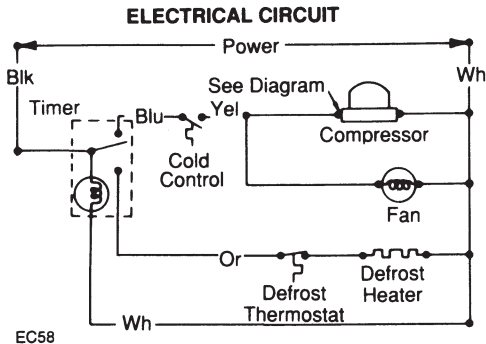 ELECTRICAL CIRCUIT
Power
Blk
Wh
See Diagram
Timer
Blu
Yel
Compressor
Cold
Control
Fan
Or
Defrost
Thermostat
Defrost
Heater
Wh
EC58